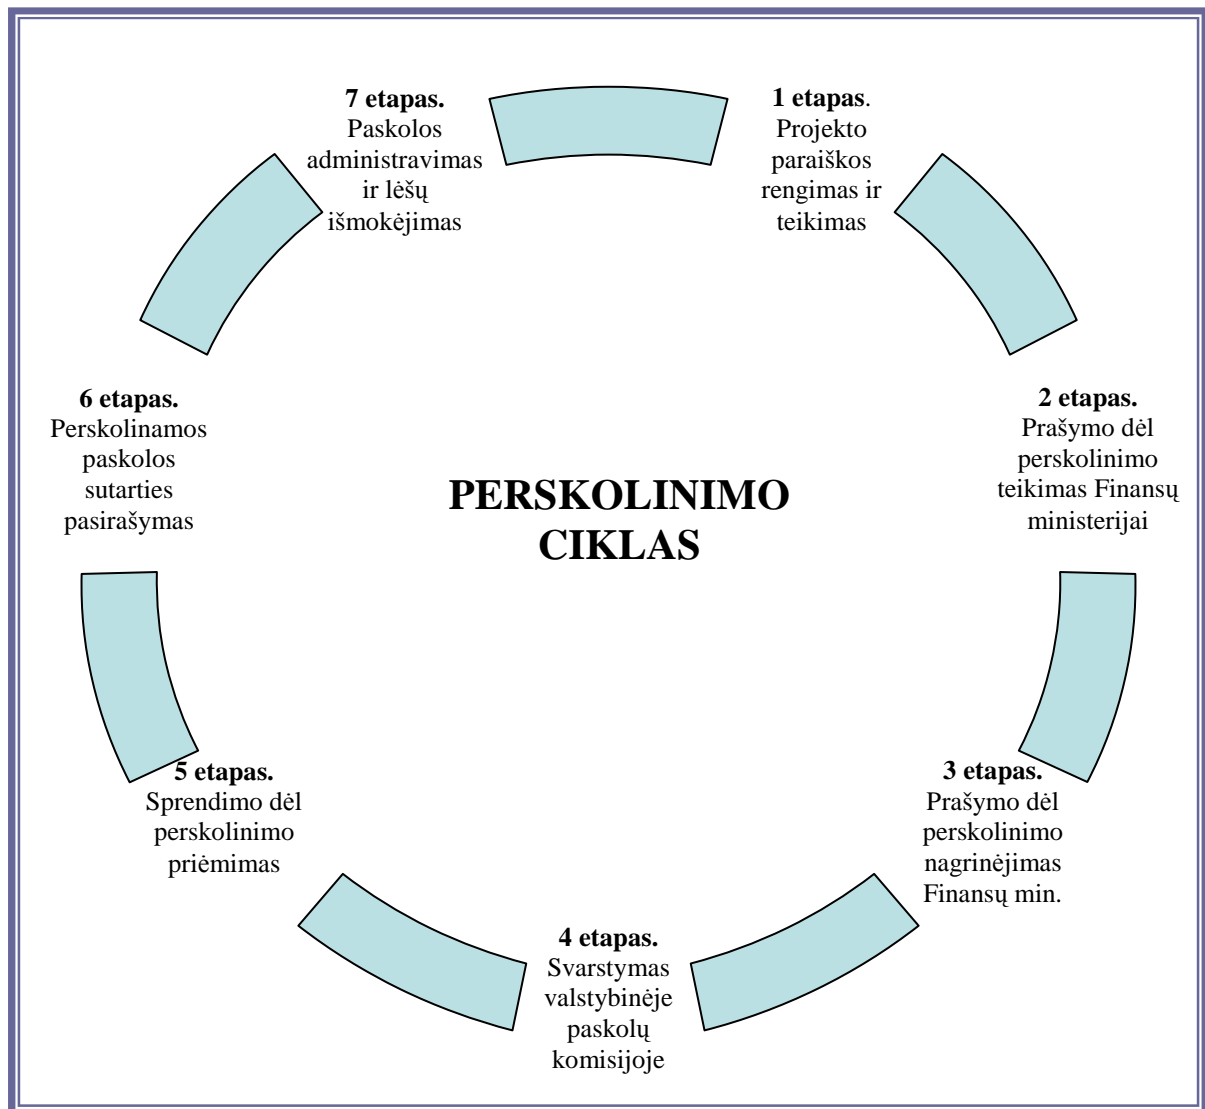 7 etapas.
Paskolos
administravimas
ir lėšų
išmokėjimas
1 etapas.
Projekto
paraiškos
rengimas ir
teikimas
6 etapas.
Perskolinamos
paskolos
sutarties
pasirašymas
PERSKOLINIMO
CIKLAS
2 etapas.
Prašymo dėl
perskolinimo
teikimas Finansų
ministerijai
5 etapas.
Sprendimo dėl
perskolinimo
priėmimas
3 etapas.
Prašymo dėl
perskolinimo
nagrinėjimas
Finansų min.
4 etapas.
Svarstymas
valstybinėje
paskolų
komisijoje